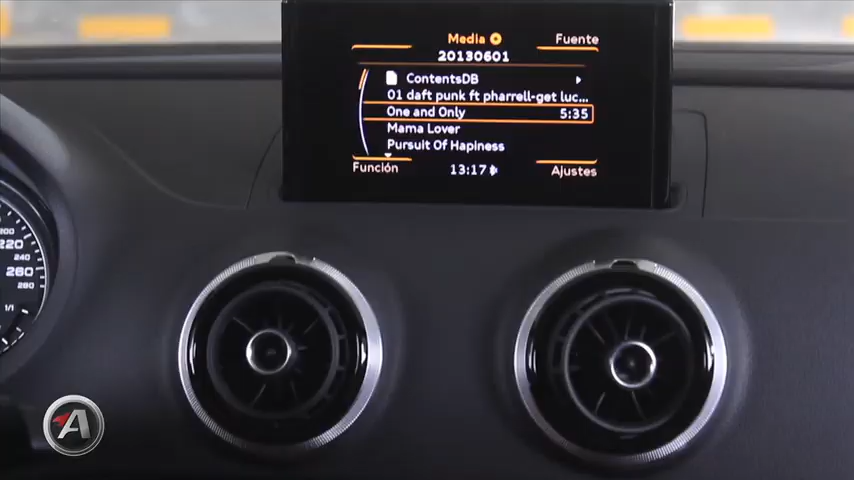 Media
Fuente
20130601
ContentsDB
01 daft punk ft pharrell-get luc...
One and Only 5:35
Mama Lover
Pursuit Of Hapiness
Función
13:17
Ajustes
200
220
240
260
280
1/1
A